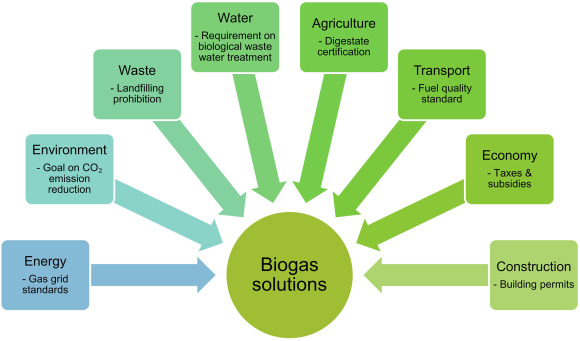 Water
- Requirement on
biological waste
water treatment
Agriculture
- Digestate
certification
Waste
- Landfilling
prohibition
Transport
- Fuel quality
standard
Environment
- Goal on CO₂
emission
reduction
Economy
- Taxes &
subsidies
Energy
- Gas grid
standards
Biogas
solutions
Construction
- Building permits